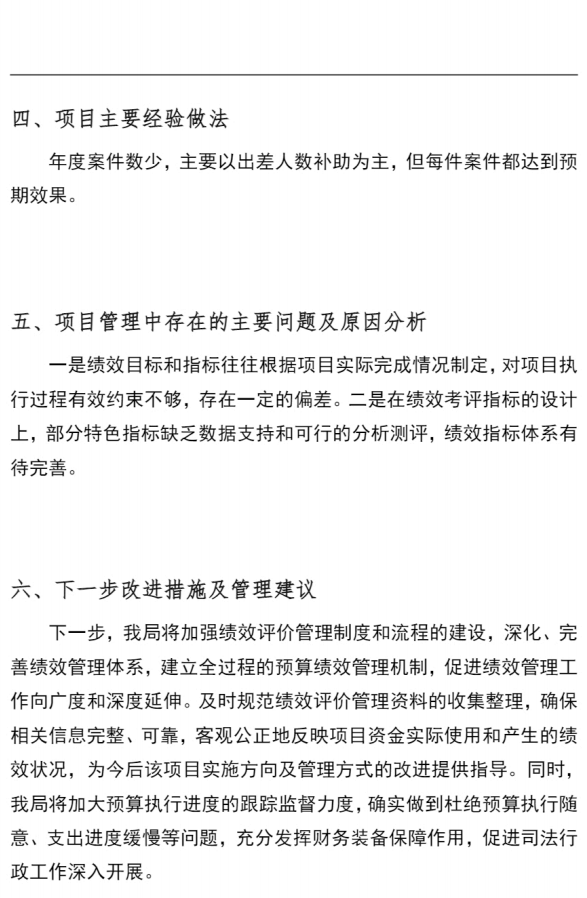 四、项目主要经验做法
年度案件数少，主要以出差人数补助为主，但每件案件都达到预
期效果。
五、项目管理中存在的主要问题及原因分析
一是绩效目标和指标往往根据项目实际完成情况制定，对项目执
行过程有效约束不够，存在一定的偏差。二是在绩效考评指标的设计
上，部分特色指标缺乏数据支持和可行的分析测评，绩效指标体系有
待完善。
六、下一步改进措施及管理建议
下一步，我局将加强绩效评价管理制度和流程的建设，深化、完
善绩效管理体系，建立全过程的预算绩效管理机制，促进绩效管理工
作向广度和深度延伸。及时规范绩效评价管理资料的收集整理，确保
相关信息完整、可靠，客观公正地反映项目资金实际使用和产生的绩
效状况，为今后该项目实施方向及管理方式的改进提供指导。同时，
我局将加大预算执行进度的跟踪监督力度，确实做到杜绝预算执行随
意、支出进度缓慢等问题，充分发挥财务装备保障作用，促进司法行
政工作深入开展。